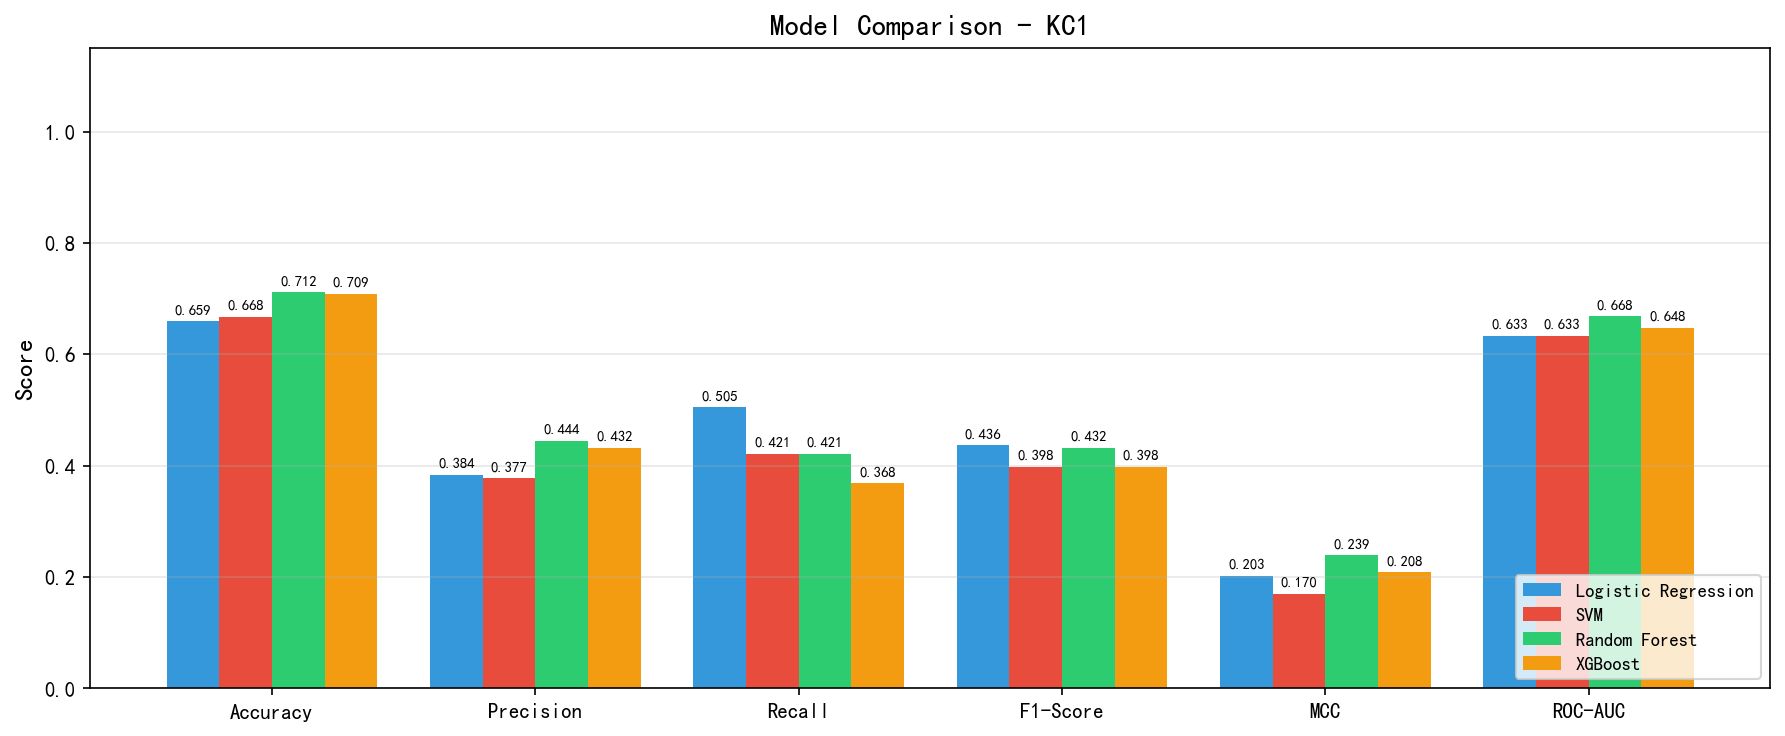 Model Comparison - KC1
Score
1.0
0.8
0.6
0.4
0.2
0.0
0.659
0.668
0.712
0.709
0.384
0.377
0.444
0.432
0.505
0.421
0.421
0.368
0.436
0.398
0.432
0.398
0.203
0.170
0.239
0.208
0.633
0.633
0.668
0.648
Accuracy
Precision
Recall
F1-Score
MCC
ROC-AUC
Logistic Regression
SVM
Random Forest
XGBoost